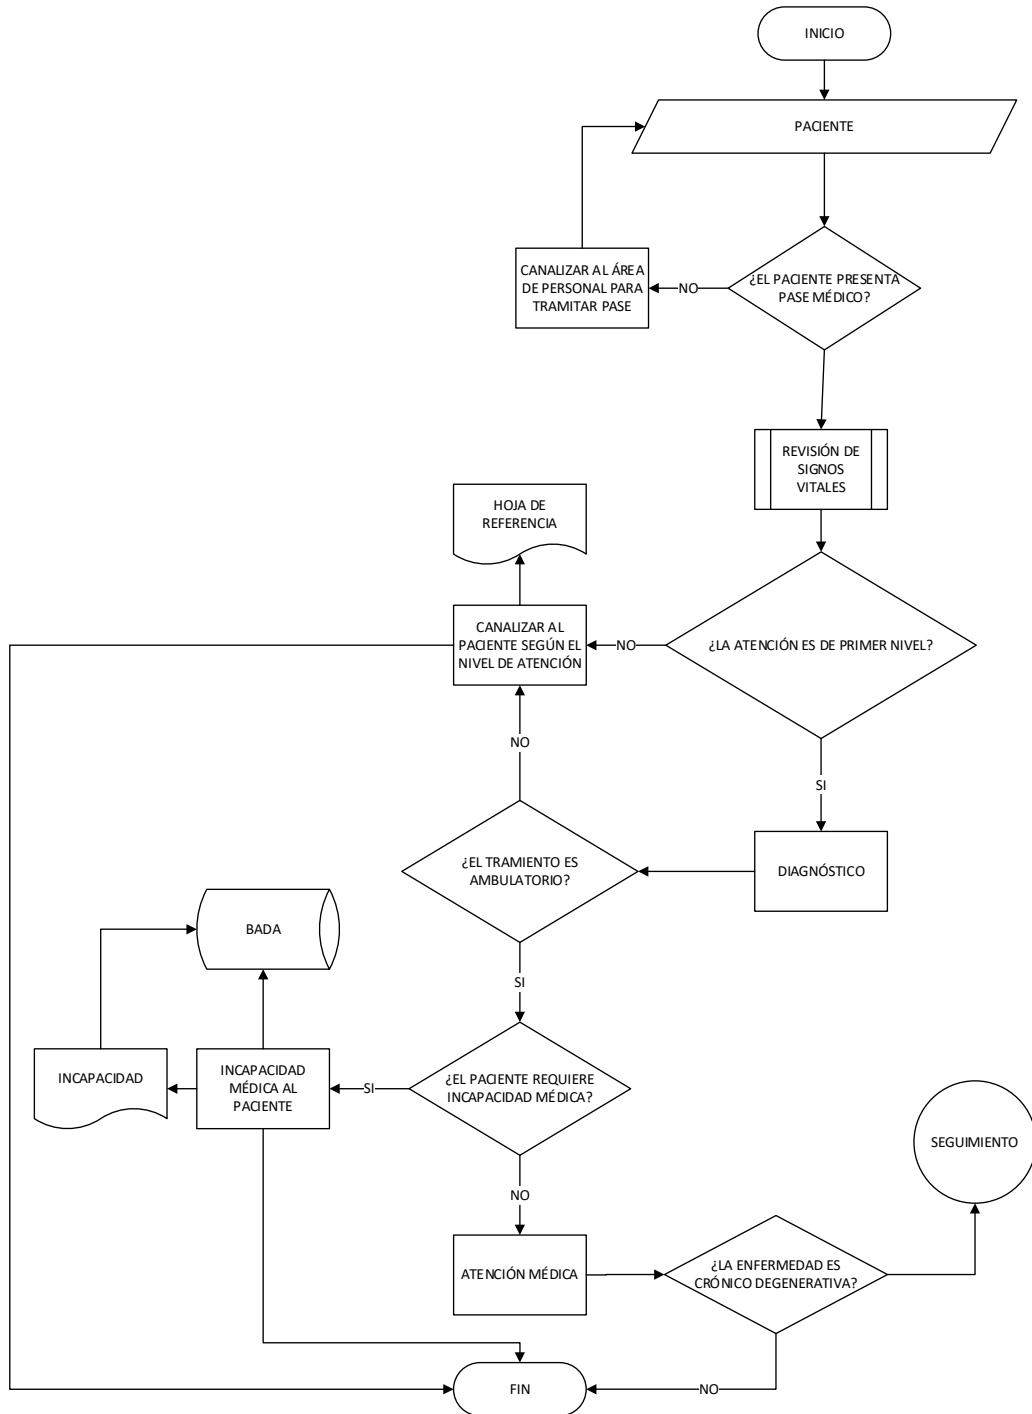 INICIO
PACIENTE
¿EL PACIENTE PRESENTA
PASE MÉDICO?
NO
CANALIZAR AL ÁREA
DE PERSONAL PARA
TRAMITAR PASE
REVISIÓN DE
SIGNOS
VITALES
HOJA DE
REFERENCIA
¿LA ATENCIÓN ES DE PRIMER NIVEL?
NO
CANALIZAR AL
PACIENTE SEGÚN EL
NIVEL DE ATENCIÓN
NO
SI
DIAGNÓSTICO
¿EL TRAMIENTO ES
AMBULATORIO?
BADA
SI
¿EL PACIENTE REQUIERE
INCAPACIDAD MÉDICA?
SI
INCAPACIDAD
MÉDICA AL
PACIENTE
INCAPACIDAD
NO
SEGUIMIENTO
ATENCIÓN MÉDICA
¿LA ENFERMEDAD ES
CRÓNICO DEGENERATIVA?
NO
FIN